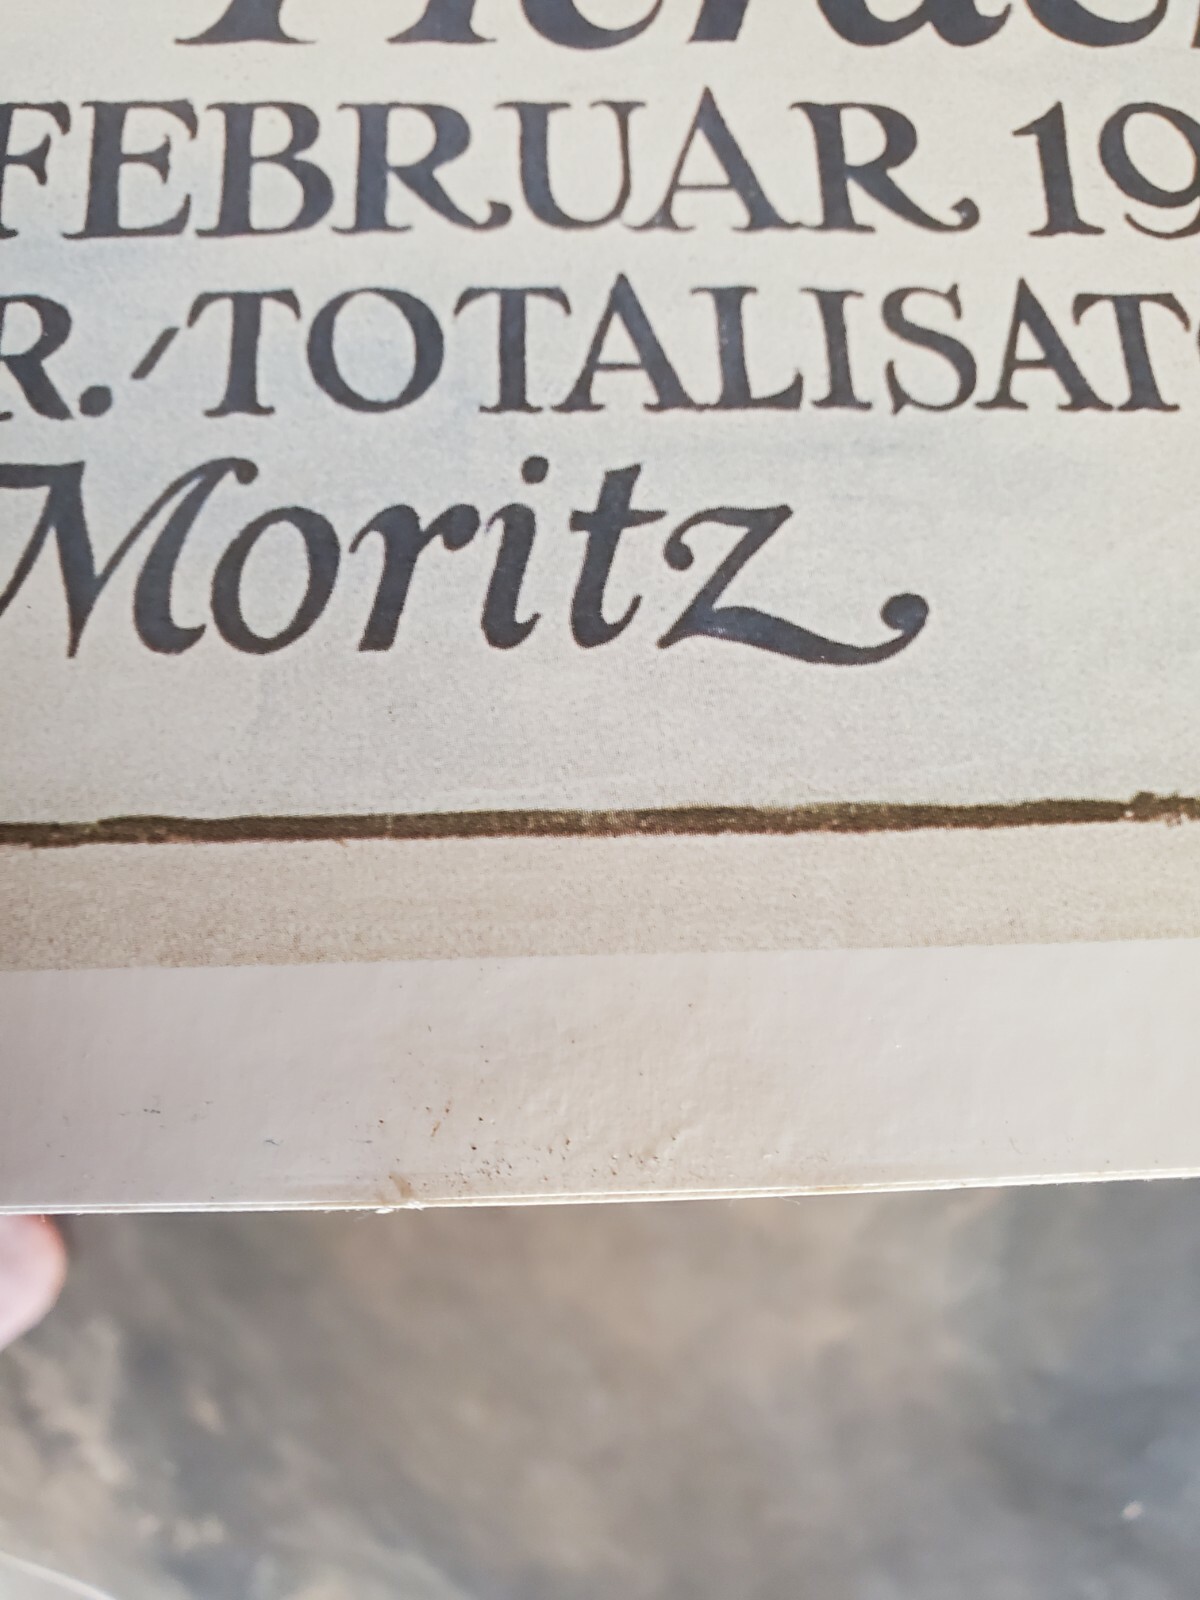 FEBRUAR 19
R. TOTALISAT
Moritz